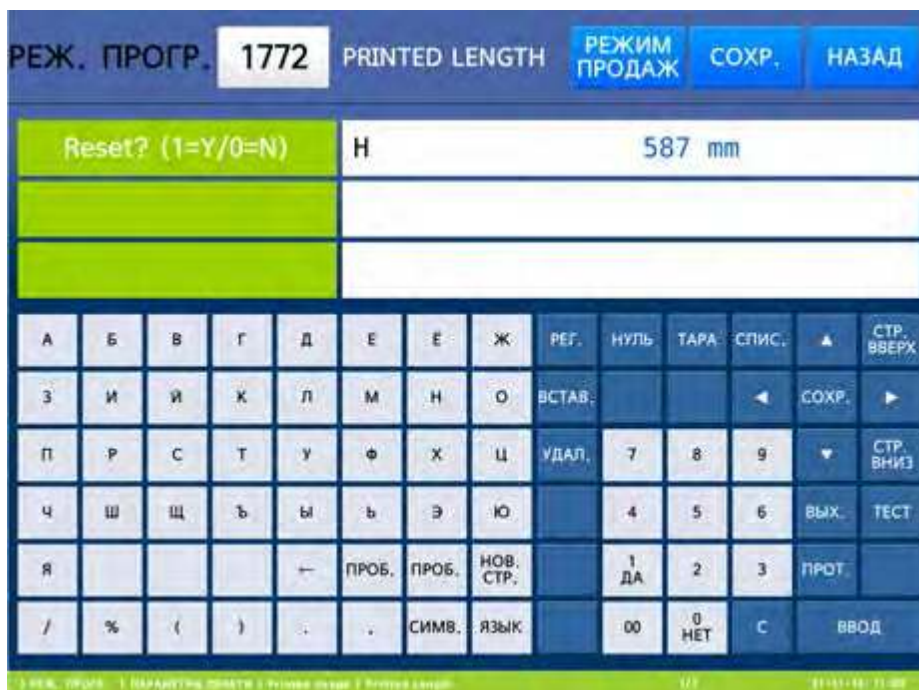 РЕЖ. ПРОГР. 1772 PRINTED LENGTH РЕЖИМ ПРОДАЖ СОХР. НАЗАД
Reset? (1=Y/0=N) Н 587 mm
А Б В Г Д Е Ё Ж РЕГ. НУЛЬ ТАРА СПИС. ▲ СТР. ВВЕРХ
З И Й К Л М Н О ВСТАВ. ◄ СОХР. ►
П Р С Т У Ф Х Ц УДАЛ. 7 8 9 ▼ СТР. ВНИЗ
Ч Ш Щ Ъ Ы Ь Э Ю 4 5 6 ВЫХ. ТЕСТ
Я ← ПРОБ. ПРОБ. НОВ. СТР. 1 ДА 2 3 ПРОТ.
/ % ( ) СИМВ. ЯЗЫК 00 0 НЕТ С ВВОД
1/1